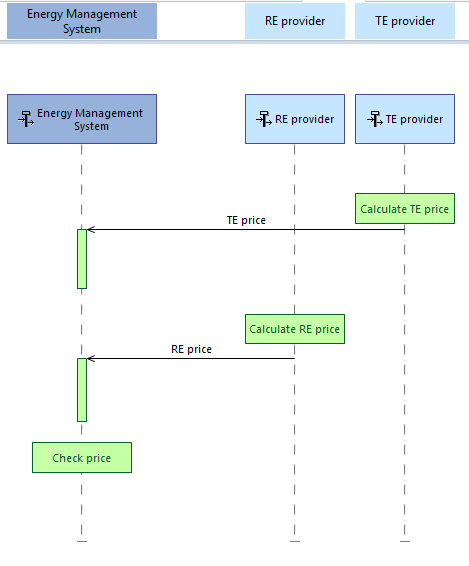 Energy Management
System
RE provider
TE provider
Energy Management
System
RE provider
TE provider
Calculate TE price
TE price
Calculate RE price
RE price
Check price